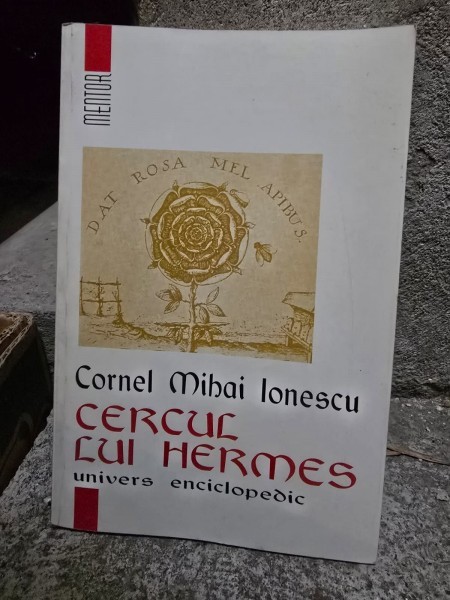 MENTOR
DAT ROSA MEL APIBUS.
Cornel Mihai Ionescu
CERCUL
LUI HERMES
univers enciclopedic